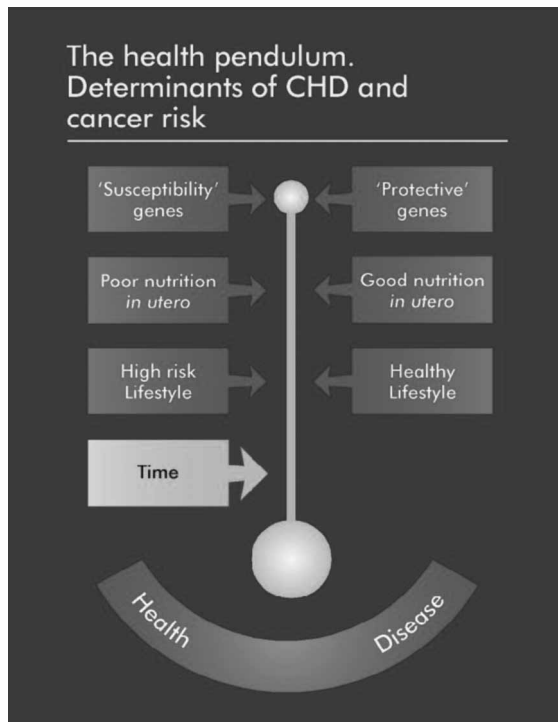 The health pendulum.
Determinants of CHD and
cancer risk
'Susceptibility'
genes
'Protective'
genes
Poor nutrition
in utero
Good nutrition
in utero
High risk
Lifestyle
Healthy
Lifestyle
Time
Health
Disease